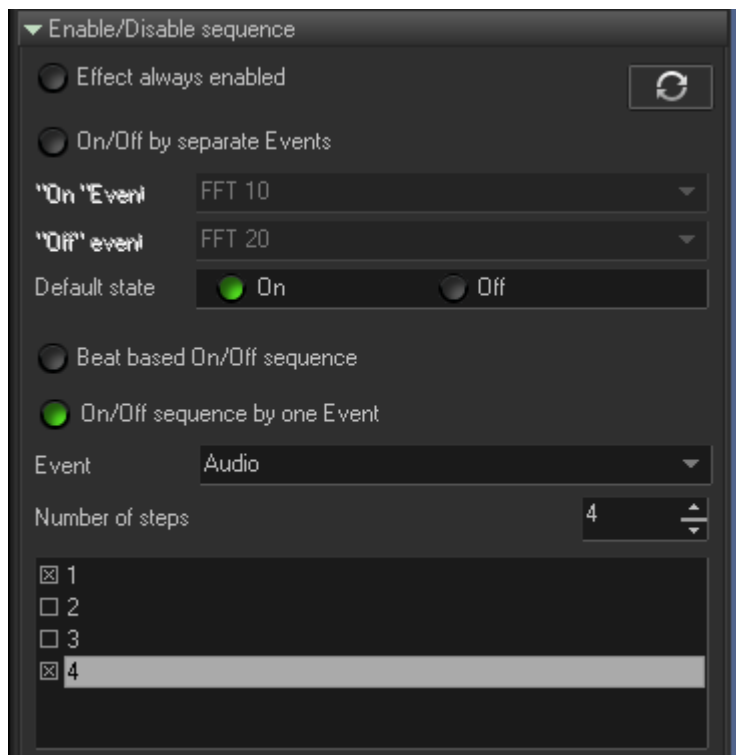 Enable/Disable sequence
Effect always enabled
On/Off by separate Events
"On "Event FFT 10
"Off" event FFT 20
Default state On Off
Beat based On/Off sequence
On/Off sequence by one Event
Event Audio
Number of steps 4
1
2
3
4